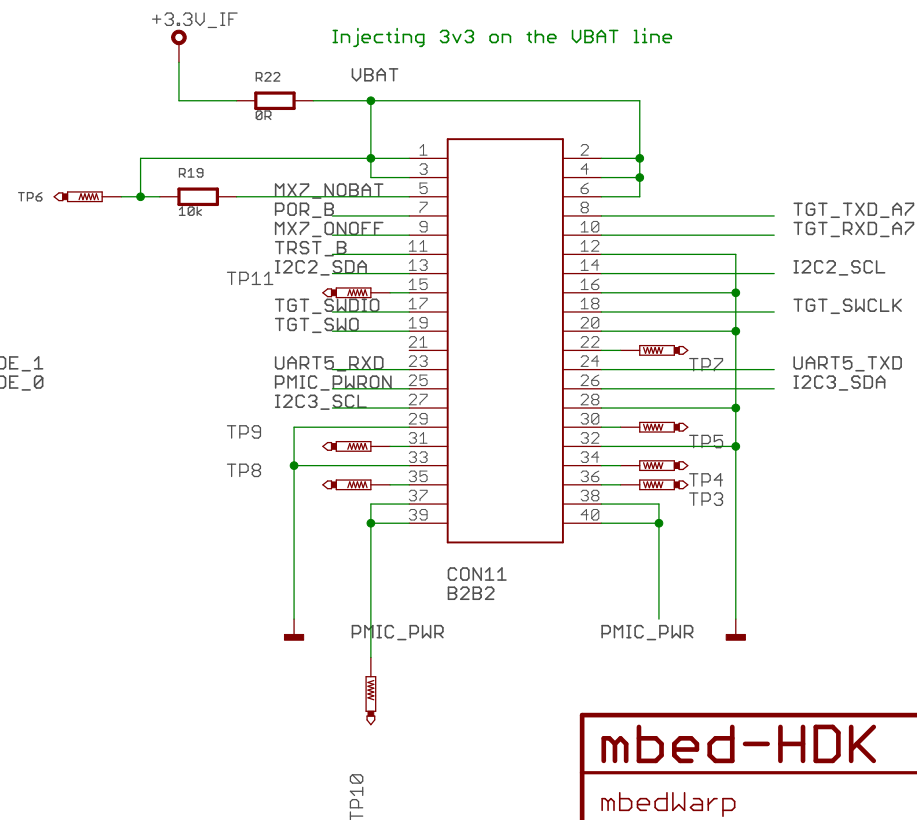 +3.3V_IF
Injecting 3v3 on the VBAT line
R22
VBAT
0R
1 2
3 4
R19
TP6
10k
MX7_NOBAT 5 6
POR_B 7 8 TGT_TXD_A7
MX7_ONOFF 9 10 TGT_RXD_A7
TRST_B 11 12
I2C2_SDA 13 14 I2C2_SCL
TP11
15 16
TGT_SWDIO 17 18 TGT_SWCLK
TGT_SWO 19 20
21 22
TP7
DE_1
UART5_RXD 23 24 UART5_TXD
DE_0
PMIC_PWRON 25 26 I2C3_SDA
I2C3_SCL 27 28
29 30
TP9
TP5
31 32
33 34
TP8
TP4
35 36
TP3
37 38
39 40
CON11
B2B2
PMIC_PWR
PMIC_PWR
TP10
mbed-HDK
mbedWarp